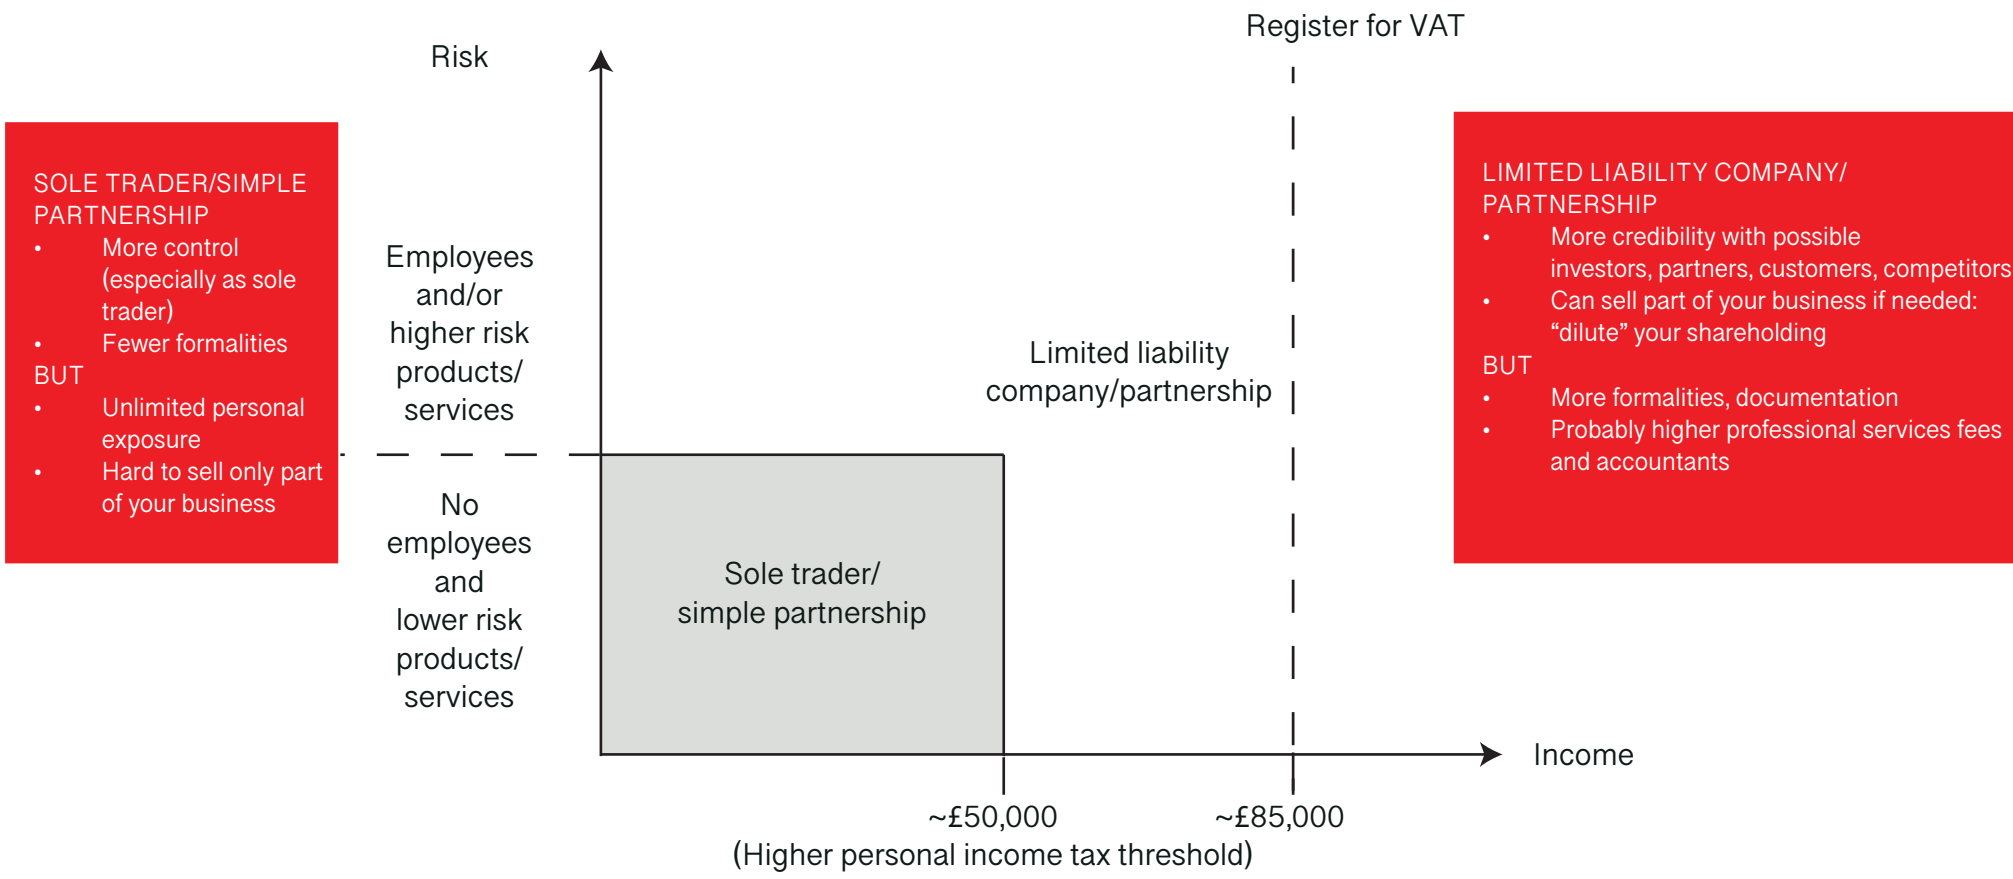 Register for VAT
Risk
SOLE TRADER/SIMPLE
PARTNERSHIP
• More control
(especially as sole
trader)
• Fewer formalities
BUT
• Unlimited personal
exposure
• Hard to sell only part
of your business
Employees
and/or
higher risk
products/
services
No
employees
and
lower risk
products/
services
Sole trader/
simple partnership
Limited liability
company/partnership
LIMITED LIABILITY COMPANY/
PARTNERSHIP
• More credibility with possible
investors, partners, customers, competitors
• Can sell part of your business if needed:
“dilute” your shareholding
BUT
• More formalities, documentation
• Probably higher professional services fees
and accountants
Income
~£50,000
(Higher personal income tax threshold)
~£85,000